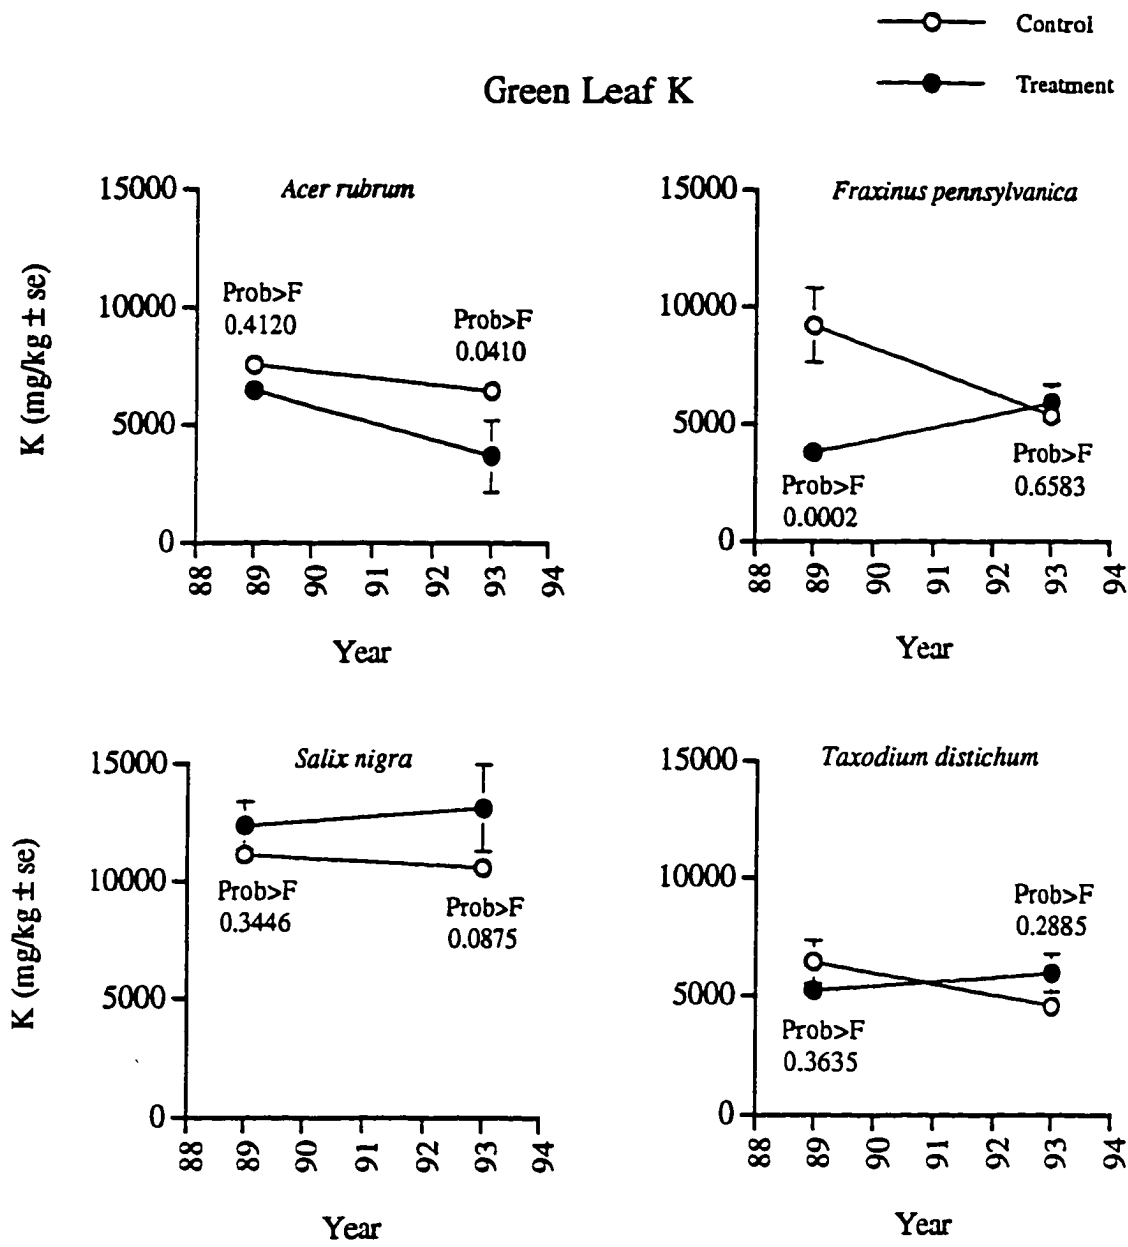 Control
Treatment
Green Leaf K
Acer rubrum
15000
10000
5000
0
K (mg/kg ± se)
Prob>F
0.4120
Prob>F
0.0410
88
89
90
91
92
93
94
Year
Fraxinus pennsylvanica
15000
10000
5000
0
Prob>F
0.0002
Prob>F
0.6583
88
89
90
91
92
93
94
Year
Salix nigra
15000
10000
5000
0
K (mg/kg ± se)
Prob>F
0.3446
Prob>F
0.0875
88
89
90
91
92
93
94
Year
Taxodium distichum
15000
10000
5000
0
Prob>F
0.3635
Prob>F
0.2885
88
89
90
91
92
93
94
Year